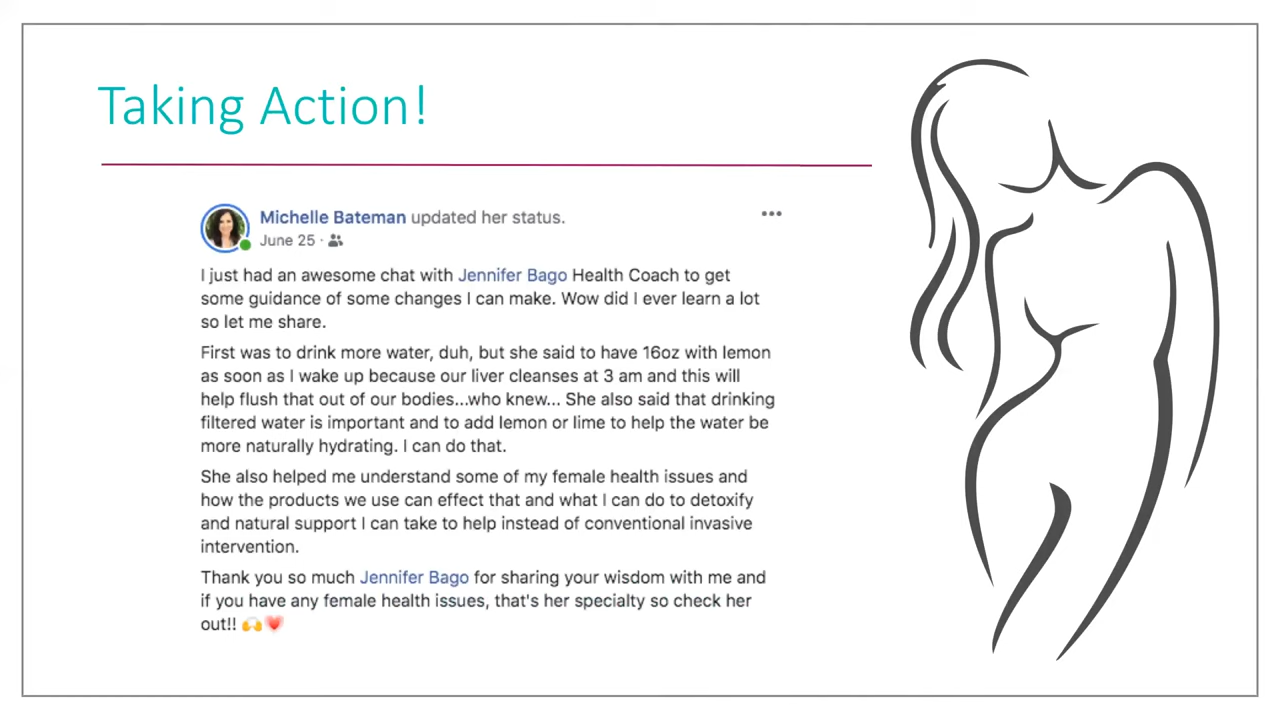 Taking Action!
Michelle Bateman updated her status.
June 25 ·
I just had an awesome chat with Jennifer Bago Health Coach to get
some guidance of some changes I can make. Wow did I ever learn a lot
so let me share.
First was to drink more water, duh, but she said to have 16oz with lemon
as soon as I wake up because our liver cleanses at 3 am and this will
help flush that out of our bodies...who knew... She also said that drinking
filtered water is important and to add lemon or lime to help the water be
more naturally hydrating. I can do that.
She also helped me understand some of my female health issues and
how the products we use can effect that and what I can do to detoxify
and natural support I can take to help instead of conventional invasive
intervention.
Thank you so much Jennifer Bago for sharing your wisdom with me and
if you have any female health issues, that's her specialty so check her
out!! 🙌❤️